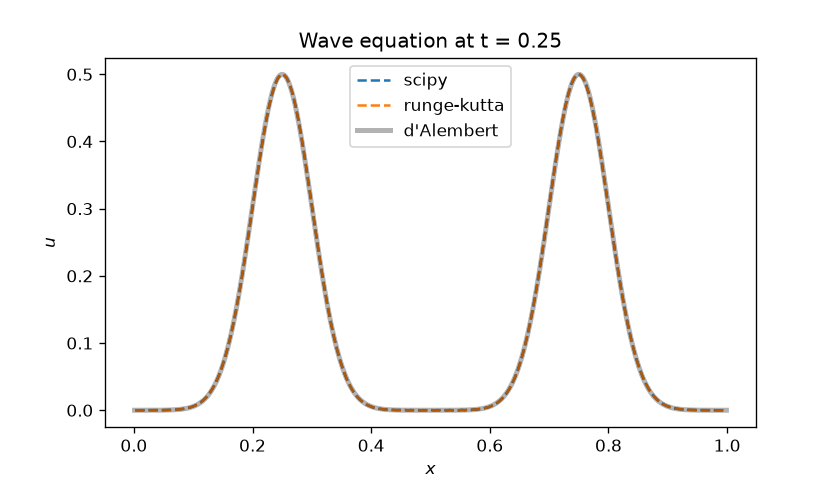 Wave equation at t = 0.25
scipy
runge-kutta
d'Alembert
0.5
0.4
0.3
0.2
0.1
0.0
u
0.0 0.2 0.4 0.6 0.8 1.0
x